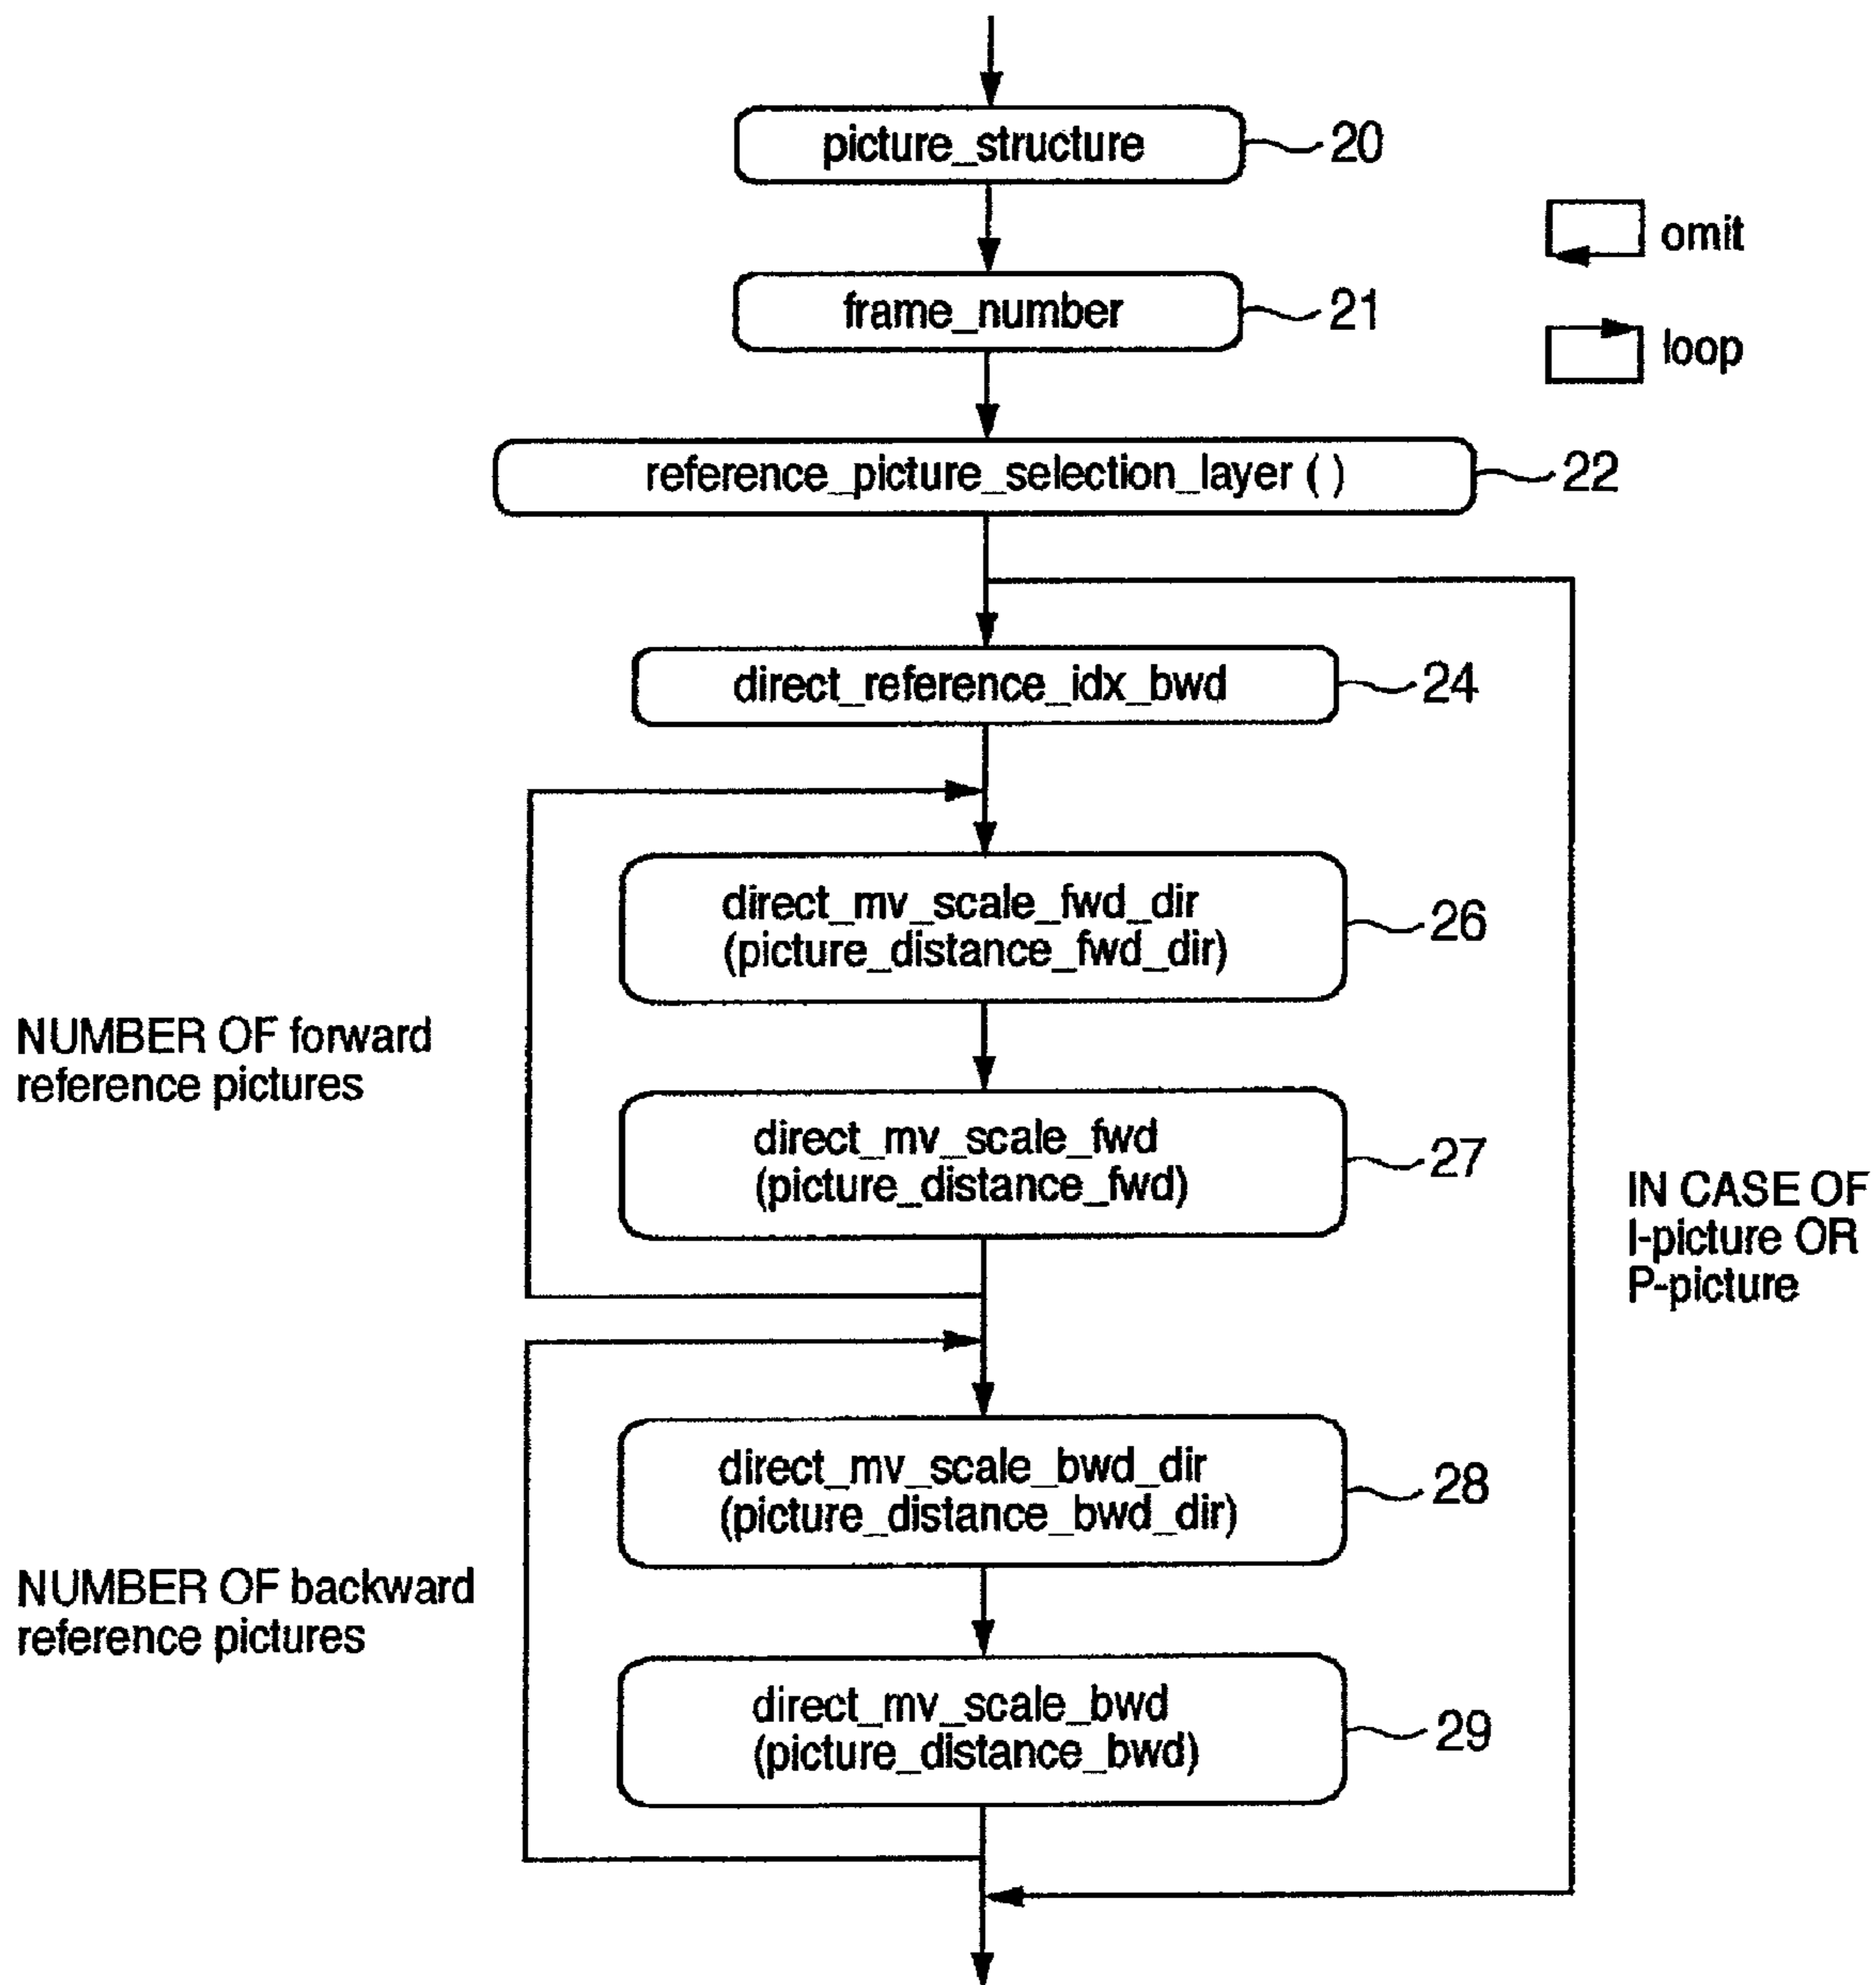 picture_structure
20
omit
frame_number
21
loop
reference_picture_selection_layer ( )
22
direct_reference_idx_bwd
24
direct_mv_scale_fwd_dir
(picture_distance_fwd_dir)
26
NUMBER OF forward
reference pictures
direct_mv_scale_fwd
(picture_distance_fwd)
27
IN CASE OF
I-picture OR
P-picture
direct_mv_scale_bwd_dir
(picture_distance_bwd_dir)
28
NUMBER OF backward
reference pictures
direct_mv_scale_bwd
(picture_distance_bwd)
29